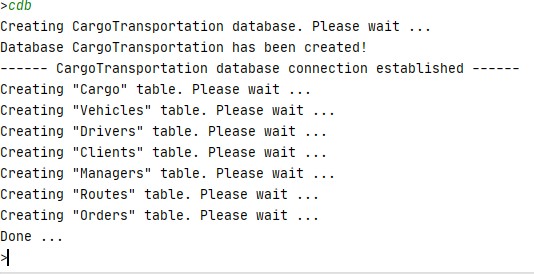 >cdb
Creating CargoTransportation database. Please wait ...
Database CargoTransportation has been created!
------ CargoTransportation database connection established ------
Creating "Cargo" table. Please wait ...
Creating "Vehicles" table. Please wait ...
Creating "Drivers" table. Please wait ...
Creating "Clients" table. Please wait ...
Creating "Managers" table. Please wait ...
Creating "Routes" table. Please wait ...
Creating "Orders" table. Please wait ...
Done ...
>